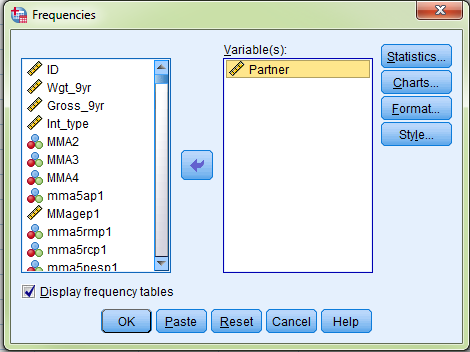 Frequencies
Variable(s):
ID
Wgt_9yr
Gross_9yr
Int_type
MMA2
MMA3
MMA4
mma5ap1
MMagep1
mma5rmp1
mma5rcp1
mma5pesp1
Partner
Statistics...
Charts...
Format...
Style...
Display frequency tables
OK
Paste
Reset
Cancel
Help